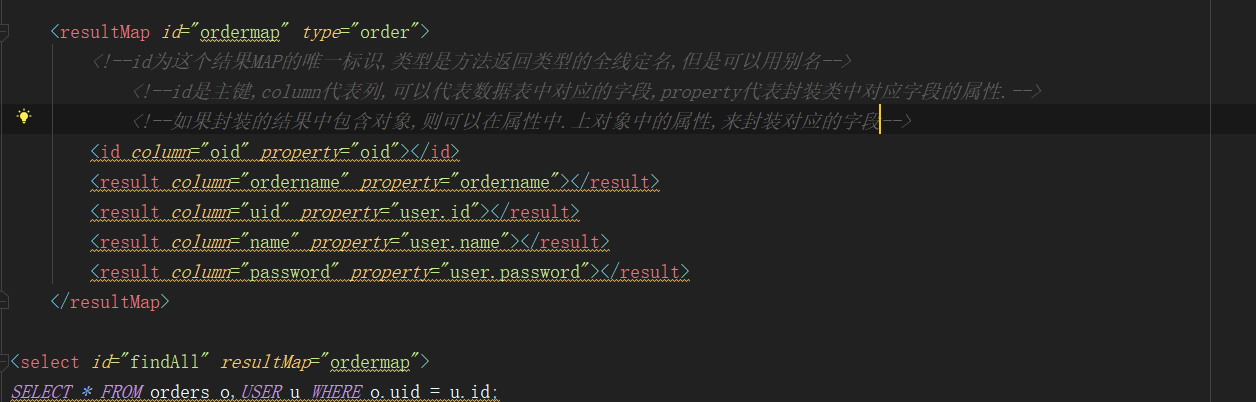 <resultMap id="ordermap" type="order">
<!--id为这个结果MAP的唯一标识,类型是方法返回类型的全线定名,但是可以用别名-->
<!--id是主键,column代表列,可以代表数据表中对应的字段,property代表封装类中对应字段的属性.-->
<!--如果封装的结果中包含对象,则可以在属性中.上对象中的属性,来封装对应的字段-->
<id column="oid" property="oid"></id>
<result column="ordername" property="ordername"></result>
<result column="uid" property="user.id"></result>
<result column="name" property="user.name"></result>
<result column="password" property="user.password"></result>
</resultMap>
<select id="findAll" resultMap="ordermap">
SELECT * FROM orders o,USER u WHERE o.uid = u.id;